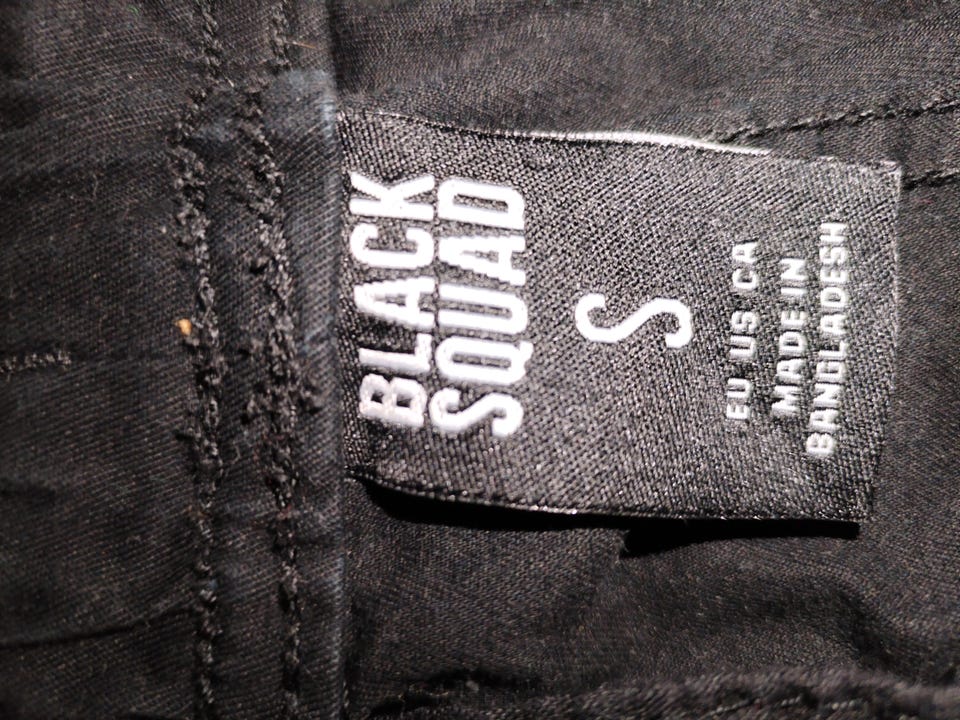 BLACK
SQUAD
S
EU US CA
MADE IN
BANGLADESH